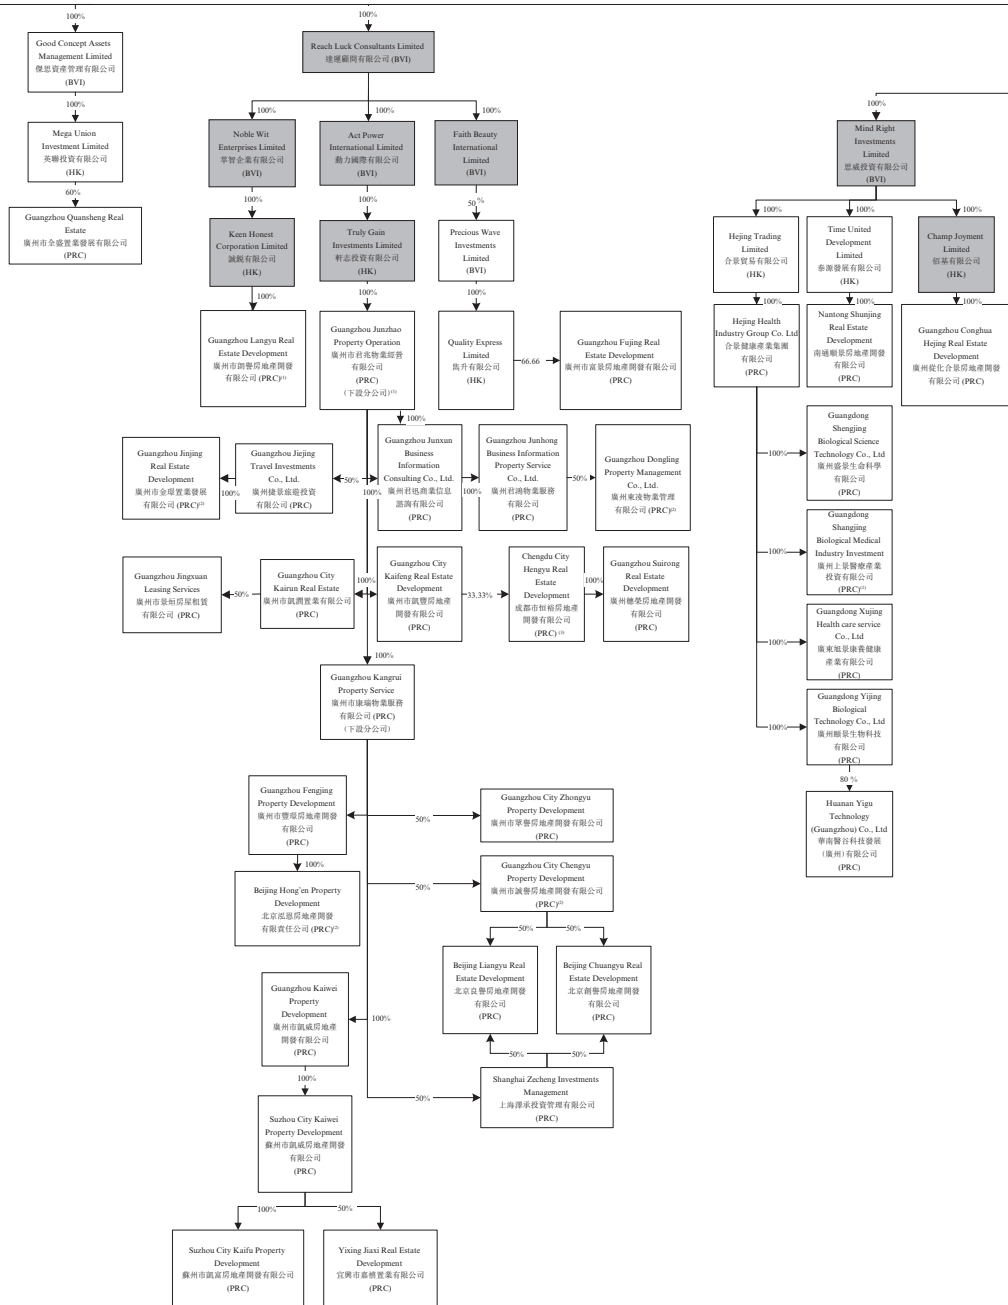 100%
Good Concept Assets
Management Limited
傑思資產管理有限公司
(BVI)
100%
Mega Union
Investment Limited
英聯投資有限公司
(HK)
60%
Guangzhou Quansheng Real
Estate
廣州市全盛置業發展有限公司
(PRC)
100%
Reach Luck Consultants Limited
達運顧問有限公司 (BVI)
100%
100%
100%
Noble Wit
Enterprises Limited
萃智企業有限公司
(BVI)
Act Power
International Limited
動力國際有限公司
(BVI)
Faith Beauty
International
Limited
(BVI)
100%
100%
50 %
Keen Honest
Corporation Limited
誠銳有限公司
(HK)
Truly Gain
Investments Limited
軒志投資有限公司
(HK)
Precious Wave
Investments
Limited
(BVI)
100%
100%
100%
Guangzhou Langyu Real
Estate Development
廣州市朗譽房地產開發
有限公司 (PRC)⁽¹⁾
Guangzhou Junzhao
Property Operation
廣州市君兆物業經營
有限公司
(PRC)
(下設分公司)⁽³⁾
Quality Express
Limited
雋升有限公司
(HK)
66.66
Guangzhou Fujing Real
Estate Development
廣州市富景房地產開發有限公司
(PRC)
100%
Guangzhou Jinjing
Real Estate
Development
廣州市金璟置業發展
有限公司 (PRC)⁽²⁾
100%
Guangzhou Jiejing
Travel Investments
Co., Ltd.
廣州捷景旅遊投資
有限公司 (PRC)
50%
100%
Guangzhou Junxun
Business
Information
Consulting Co., Ltd.
廣州君迅商業信息
諮詢有限公司
(PRC)
100%
Guangzhou Junhong
Business Information
Property Service
Co., Ltd.
廣州君鴻物業服務
有限公司
(PRC)
50%
Guangzhou Dongling
Property Management
Co., Ltd.
廣州東凌物業管理
有限公司 (PRC)⁽²⁾
Guangzhou Jingxuan
Leasing Services
廣州市景烜房屋租賃
有限公司 (PRC)
50%
Guangzhou City
Kairun Real Estate
廣州市凱潤置業有限公司
(PRC)
100%
Guangzhou City
Kaifeng Real Estate
Development
廣州市凱豐房地產
開發有限公司
(PRC)
33.33%
Chengdu City
Hengyu Real
Estate
Development
成都市恒裕房地產
開發有限公司
(PRC) ⁽³⁾
100%
Guangzhou Suirong
Real Estate
Development
廣州穗榮房地產開發
有限公司
(PRC)
100%
Guangzhou Kangrui
Property Service
廣州市康瑞物業服務
有限公司 (PRC)
(下設分公司)
Guangzhou Fengjing
Property Development
廣州市豐璟房地產開發
有限公司
(PRC)
50%
Guangzhou City Zhongyu
Property Development
廣州市眾譽房地產開發有限公司
(PRC)
100%
Beijing Hong'en Property
Development
北京泓恩房地產開發
有限責任公司 (PRC)⁽²⁾
50%
Guangzhou City Chengyu
Property Development
廣州市誠譽房地產開發有限公司
(PRC)⁽²⁾
50%
50%
Beijing Liangyu Real
Estate Development
北京良譽房地產開發
有限公司
(PRC)
Beijing Chuangyu Real
Estate Development
北京創譽房地產開發
有限公司
(PRC)
Guangzhou Kaiwei
Property
Development
廣州市凱威房地產
開發有限公司
(PRC)
100%
50%
50%
50%
Shanghai Zecheng Investments
Management
上海澤承投資管理有限公司
(PRC)
100%
Suzhou City Kaiwei
Property Development
蘇州市凱威房地產開發
有限公司
(PRC)
100%
50%
Suzhou City Kaifu Property
Development
蘇州市凱富房地產開發有限公司
(PRC)
Yixing Jiaxi Real Estate
Development
宜興市嘉禧置業有限公司
(PRC)
100%
Mind Right
Investments
Limited
思威投資有限公司
(BVI)
100%
100%
100%
Hejing Trading
Limited
合景貿易有限公司
(HK)
Time United
Development
Limited
泰源發展有限公司
(HK)
Champ Joyment
Limited
佰基有限公司
(HK)
100%
100%
100%
Hejing Health
Industry Group Co. Ltd
合景健康產業集團
有限公司
(PRC)
Nantong Shunjing
Real Estate
Development
南通順景房地產開發
有限公司
(PRC)
Guangzhou Conghua
Hejing Real Estate
Development
廣州從化合景房地產開發
有限公司 (PRC)
100%
Guangdong
Shengjing
Biological Science
Technology Co., Ltd
廣州盛景生命科學
有限公司
(PRC)
100%
Guangdong
Shangjing
Biological Medical
Industry Investment
廣州上景醫療產業
投資有限公司
100%
Guangdong Xujing
Health care service
Co., Ltd
廣東旭景康養健康
產業有限公司
(PRC)
100%
Guangdong Yijing
Biological
Technology Co., Ltd
廣州頤景生物科技
有限公司
(PRC)
80 %
Huanan Yigu
Technology
(Guangzhou) Co., Ltd
華南醫谷科技發展
(廣州) 有限公司
(PRC)